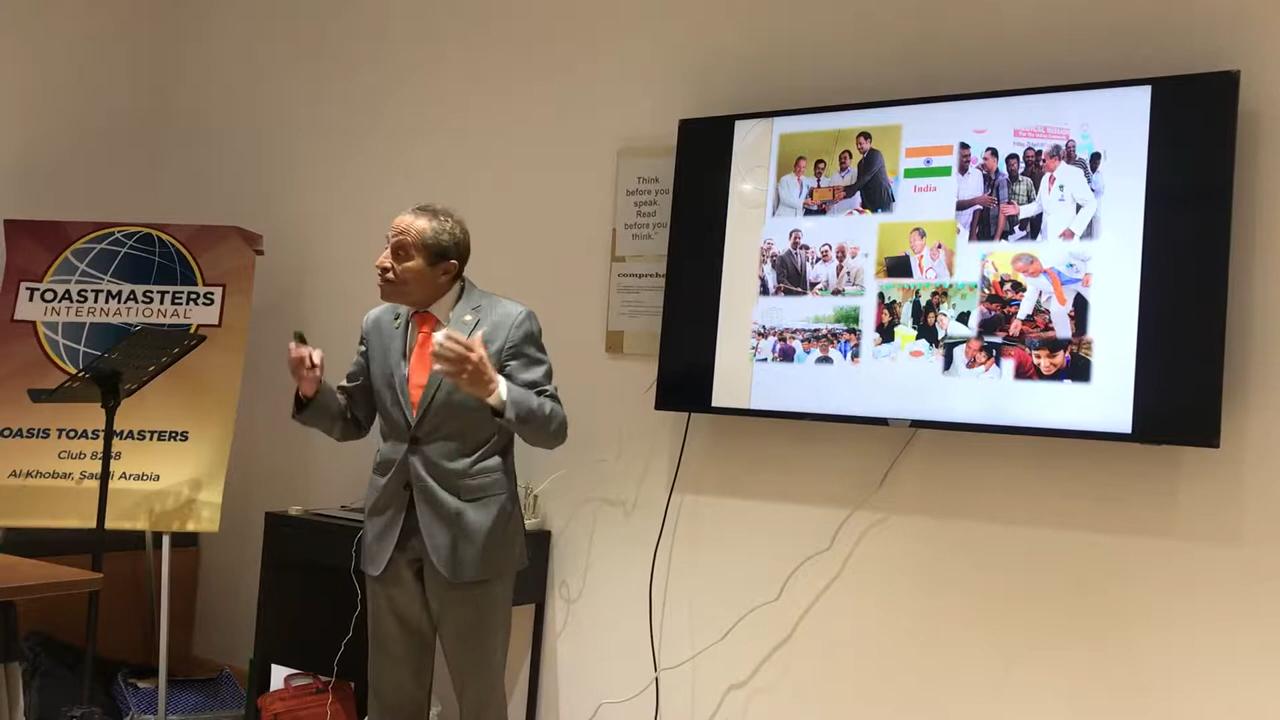 TOASTMASTERS
INTERNATIONAL
OASIS TOASTMASTERS
Club 8258
Al Khobar, Saudi Arabia
Think
before you
speak.
Read
before you
think."
India